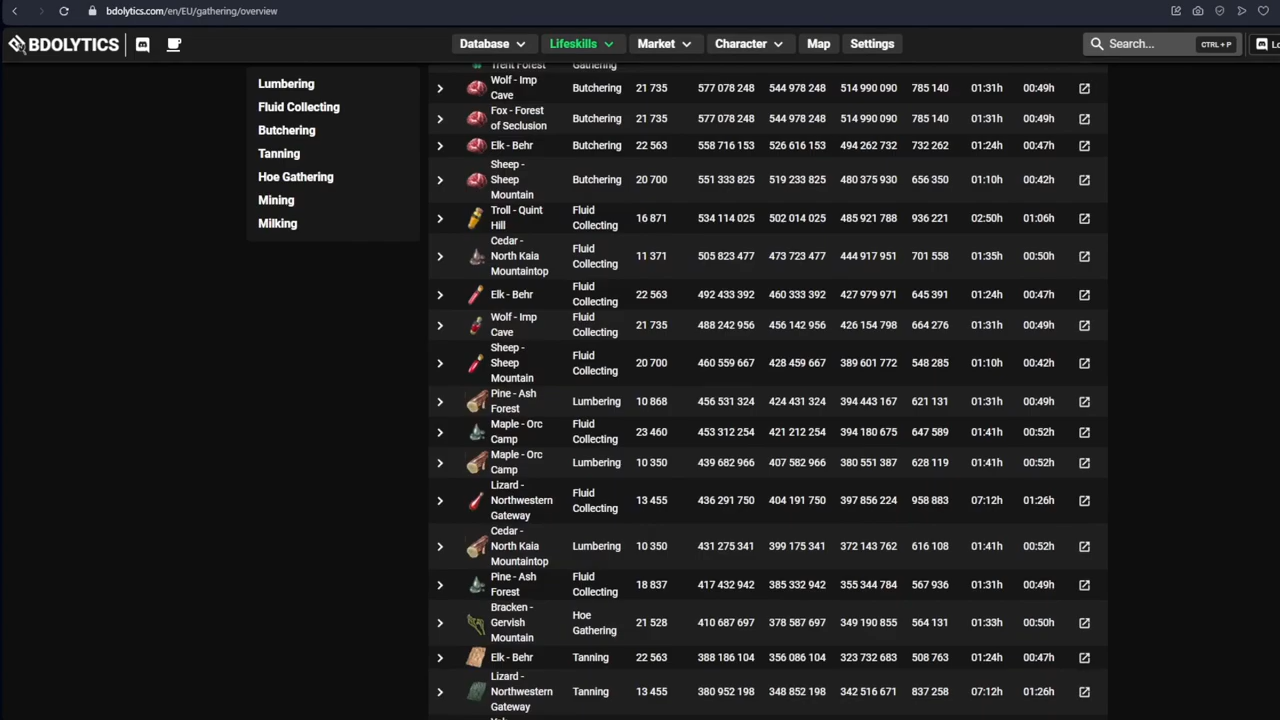 bdolytics.com/en/EU/gathering/overview
BDOLYTICS Database Lifeskills Market Character Map Settings Search... CTRL+P Lo
Lumbering
Fluid Collecting
Butchering
Tanning
Hoe Gathering
Mining
Milking
Trent Forest Gathering
Wolf - Imp
Cave
Butchering 21 735 577 078 248 544 978 248 514 990 090 785 140 01:31h 00:49h
Fox - Forest
of Seclusion
Butchering 21 735 577 078 248 544 978 248 514 990 090 785 140 01:31h 00:49h
Elk - Behr Butchering 22 563 558 716 153 526 616 153 494 262 732 732 262 01:24h 00:47h
Sheep -
Sheep
Mountain
Butchering 20 700 551 333 825 519 233 825 480 375 930 656 350 01:10h 00:42h
Troll - Quint
Hill
Fluid
Collecting
16 871 534 114 025 502 014 025 485 921 788 936 221 02:50h 01:06h
Cedar -
North Kaia
Mountaintop
Fluid
Collecting
11 371 505 823 477 473 723 477 444 917 951 701 558 01:35h 00:50h
Elk - Behr
Fluid
Collecting
22 563 492 433 392 460 333 392 427 979 971 645 391 01:24h 00:47h
Wolf - Imp
Cave
Fluid
Collecting
21 735 488 242 956 456 142 956 426 154 798 664 276 01:31h 00:49h
Sheep -
Sheep
Mountain
Fluid
Collecting
20 700 460 559 667 428 459 667 389 601 772 548 285 01:10h 00:42h
Pine - Ash
Forest
Lumbering 10 868 456 531 324 424 431 324 394 443 167 621 131 01:31h 00:49h
Maple - Orc
Camp
Fluid
Collecting
23 460 453 312 254 421 212 254 394 180 675 647 589 01:41h 00:52h
Maple - Orc
Camp
Lumbering 10 350 439 682 966 407 582 966 380 551 387 628 119 01:41h 00:52h
Lizard -
Northwestern
Gateway
Fluid
Collecting
13 455 436 291 750 404 191 750 397 856 224 958 883 07:12h 01:26h
Cedar -
North Kaia
Mountaintop
Lumbering 10 350 431 275 341 399 175 341 372 143 762 616 108 01:41h 00:52h
Pine - Ash
Forest
Fluid
Collecting
18 837 417 432 942 385 332 942 355 344 784 567 936 01:31h 00:49h
Bracken -
Gervish
Mountain
Hoe
Gathering
21 528 410 687 697 378 587 697 349 190 855 564 131 01:33h 00:50h
Elk - Behr Tanning 22 563 388 186 104 356 086 104 323 732 683 508 763 01:24h 00:47h
Lizard -
Northwestern
Gateway
Tanning 13 455 380 952 198 348 852 198 342 516 671 837 258 07:12h 01:26h